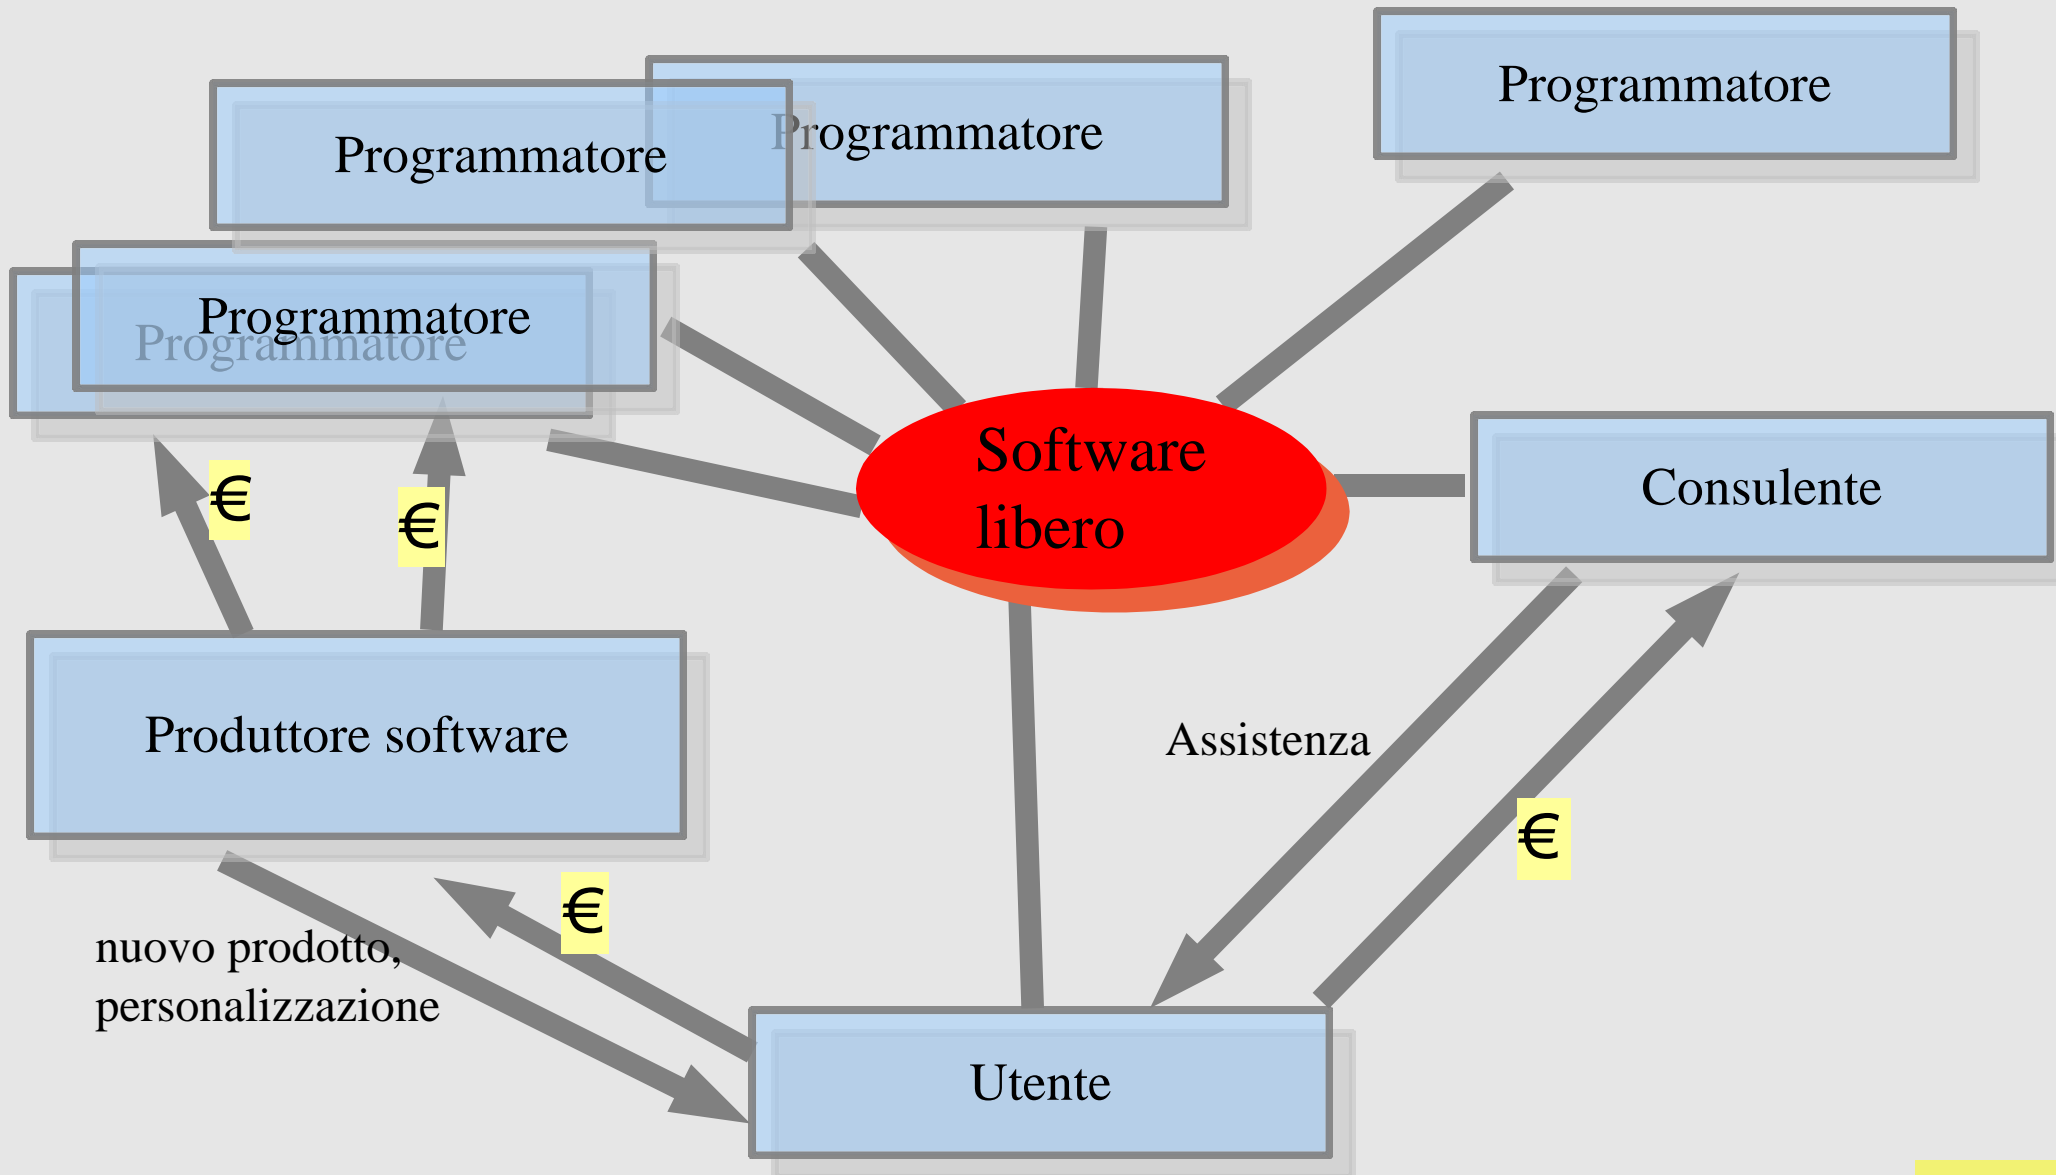 Programmatore
Programmatore
Programmatore
Programmatore
Programmatore
Software
libero
Consulente
€
€
Produttore software
Assistenza
€
€
nuovo prodotto,
personalizzazione
Utente